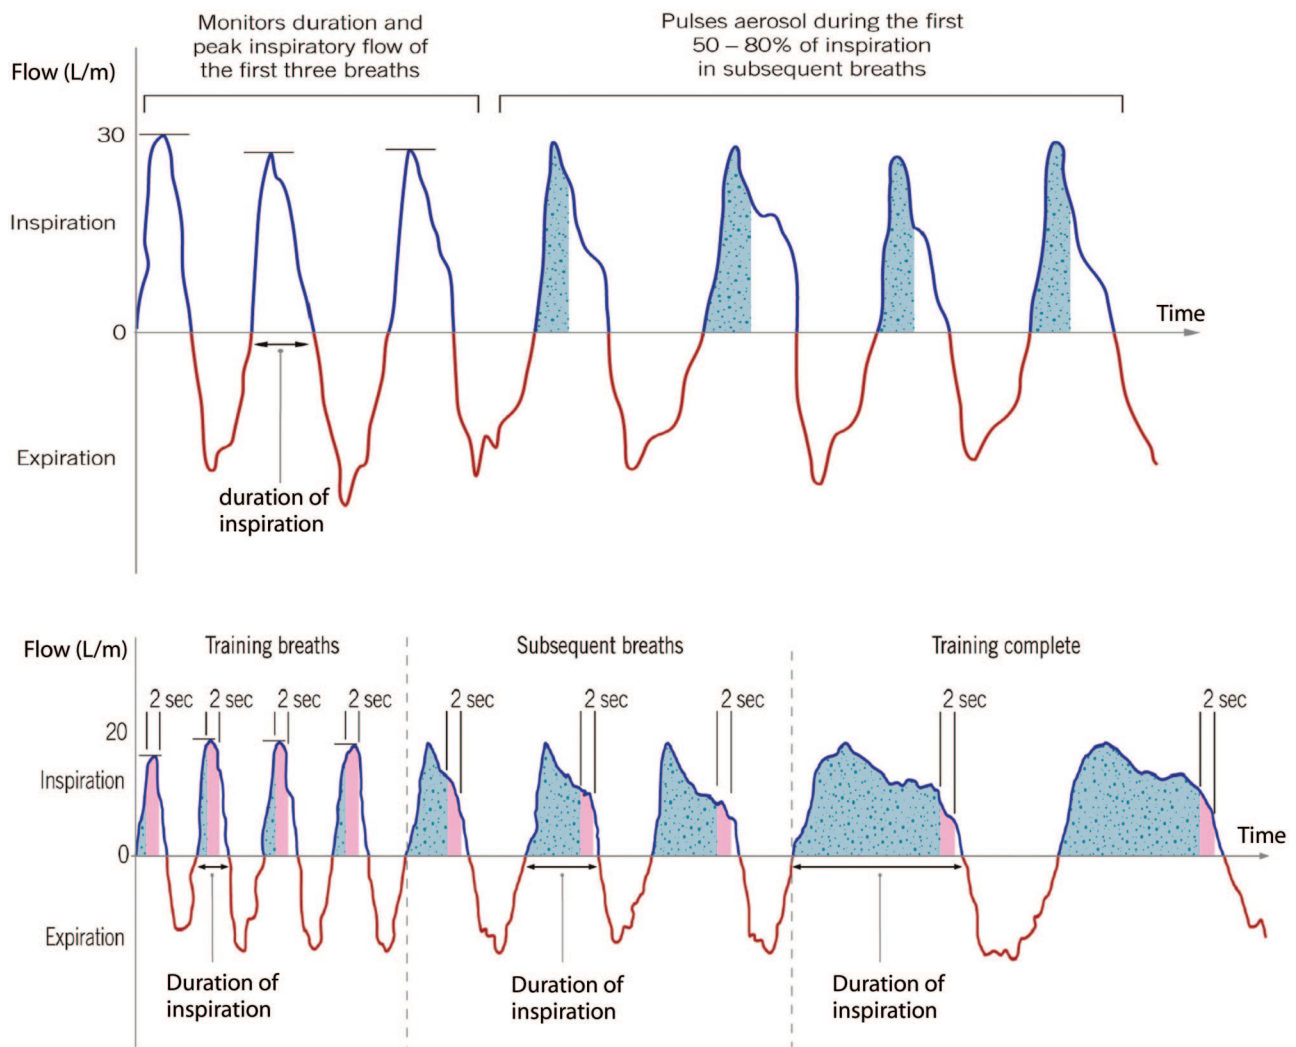 Monitors duration and
peak inspiratory flow of
the first three breaths
Pulses aerosol during the first
50 – 80% of inspiration
in subsequent breaths
Flow (L/m)
30
Inspiration
0
Time
Expiration
duration of
inspiration
Flow (L/m)
Training breaths
Subsequent breaths
Training complete
2 sec
2 sec
2 sec
2 sec
2 sec
2 sec
2 sec
2 sec
2 sec
20
Inspiration
0
Time
Expiration
Duration of
inspiration
Duration of
inspiration
Duration of
inspiration